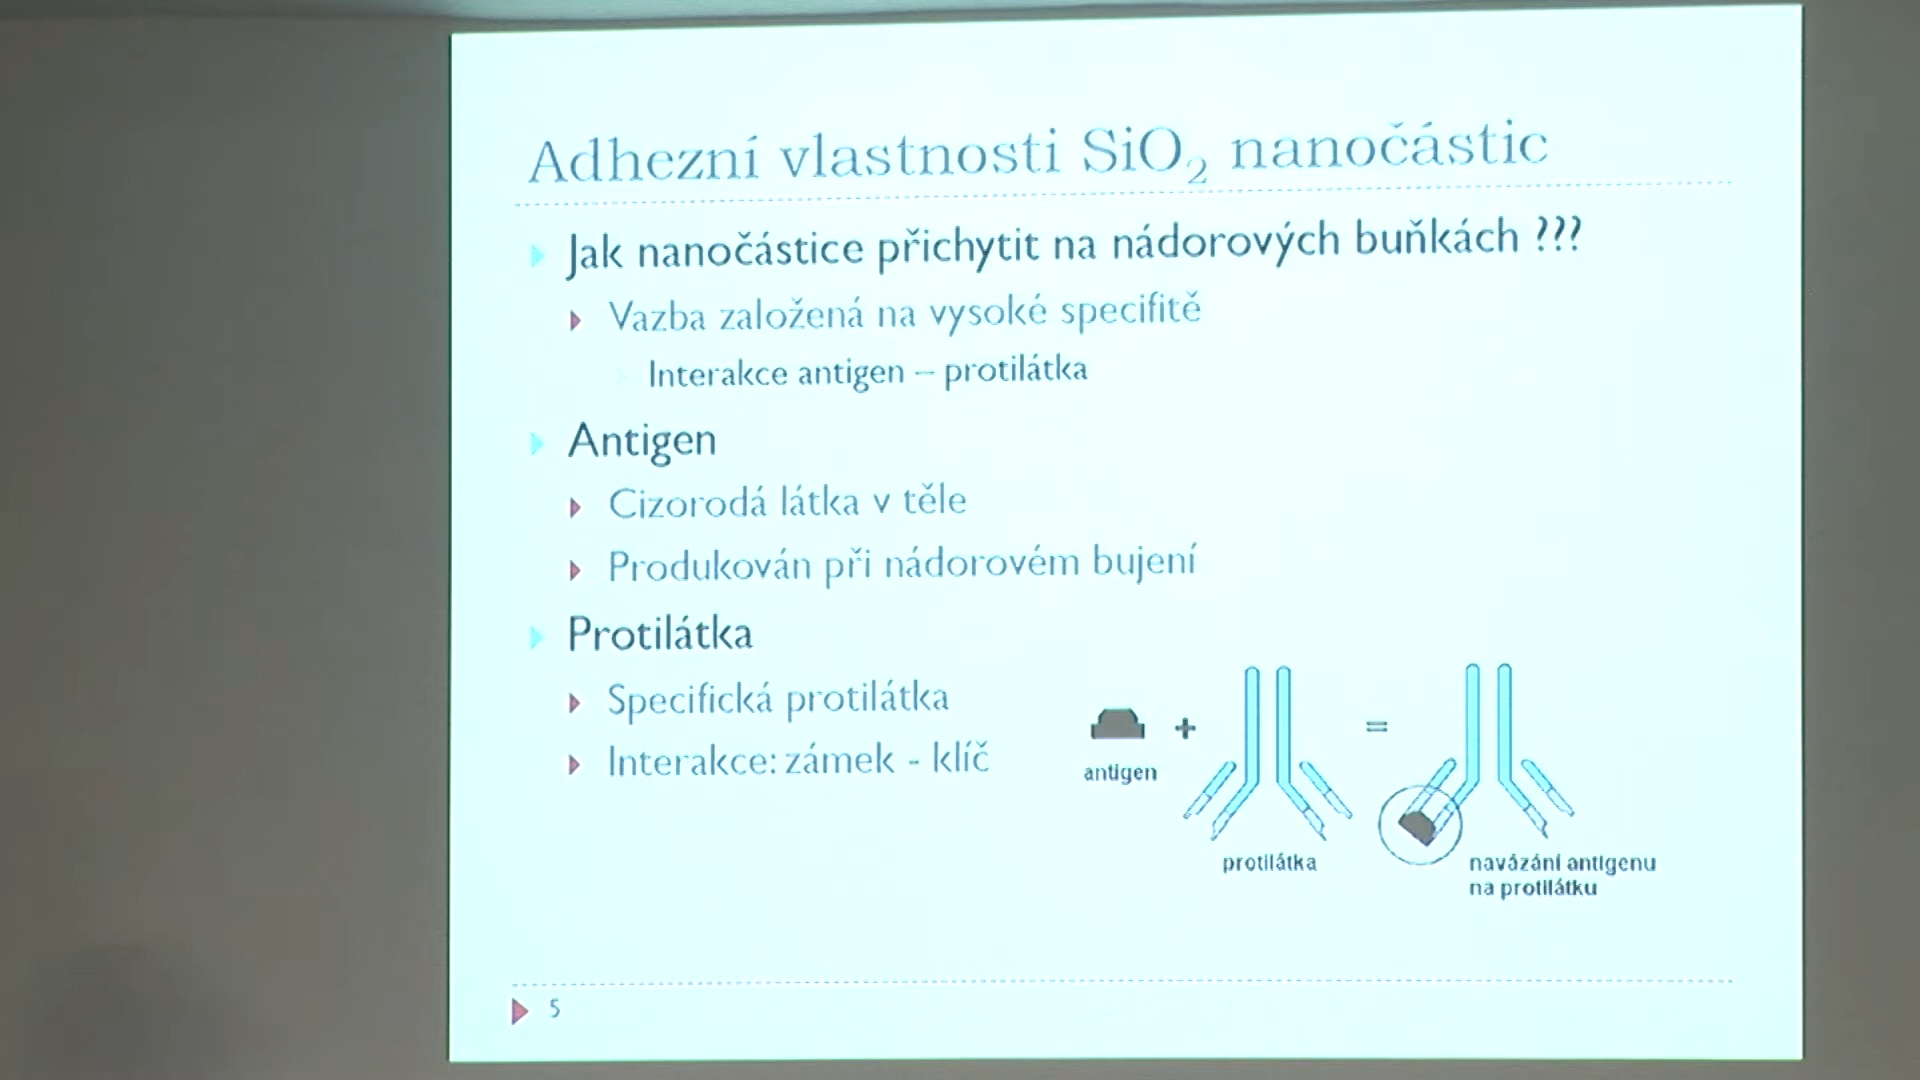 Adhezní vlastnosti SiO₂ nanočástic
Jak nanočástice přichytit na nádorových buňkách ???
Vazba založená na vysoké specifitě
Interakce antigen – protilátka
Antigen
Cizorodá látka v těle
Produkován při nádorovém bujení
Protilátka
Specifická protilátka
Interakce: zámek - klíč
+
=
antigen
protilátka
navázání antigenu
na protilátku
5